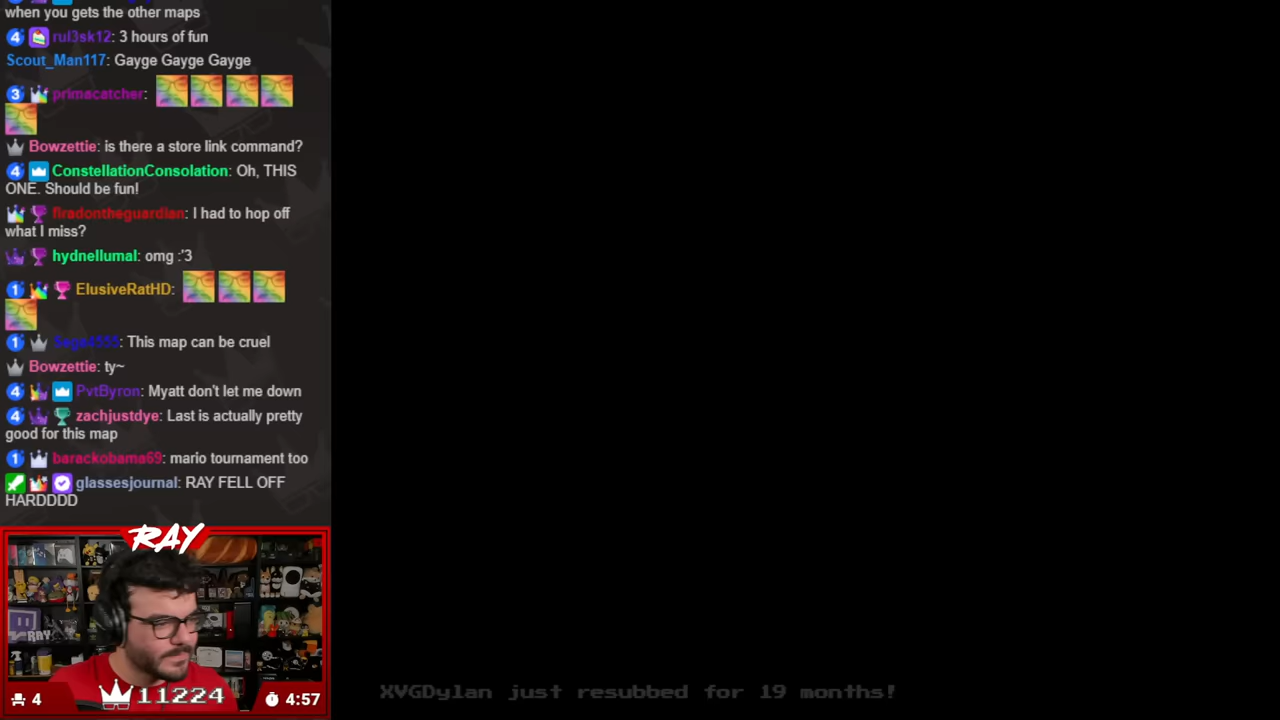 when you gets the other maps
4 rul3sk12: 3 hours of fun
Scout_Man117: Gayge Gayge Gayge
3 primacatcher:
Bowzettie: is there a store link command?
4 ConstellationConsolation: Oh, THIS
ONE. Should be fun!
firadontheguardian: I had to hop off
what I miss?
hydnellumal: omg :'3
1 ElusiveRatHD:
1 Sega4555: This map can be cruel
Bowzettie: ty~
4 PvtByron: Myatt don't let me down
4 zachjustdye: Last is actually pretty
good for this map
1 barackobama69: mario tournament too
glassesjournal: RAY FELL OFF
HARDDDD
RAY
RAY
4 11224 4:57
XVGDylan just resubbed for 19 months!